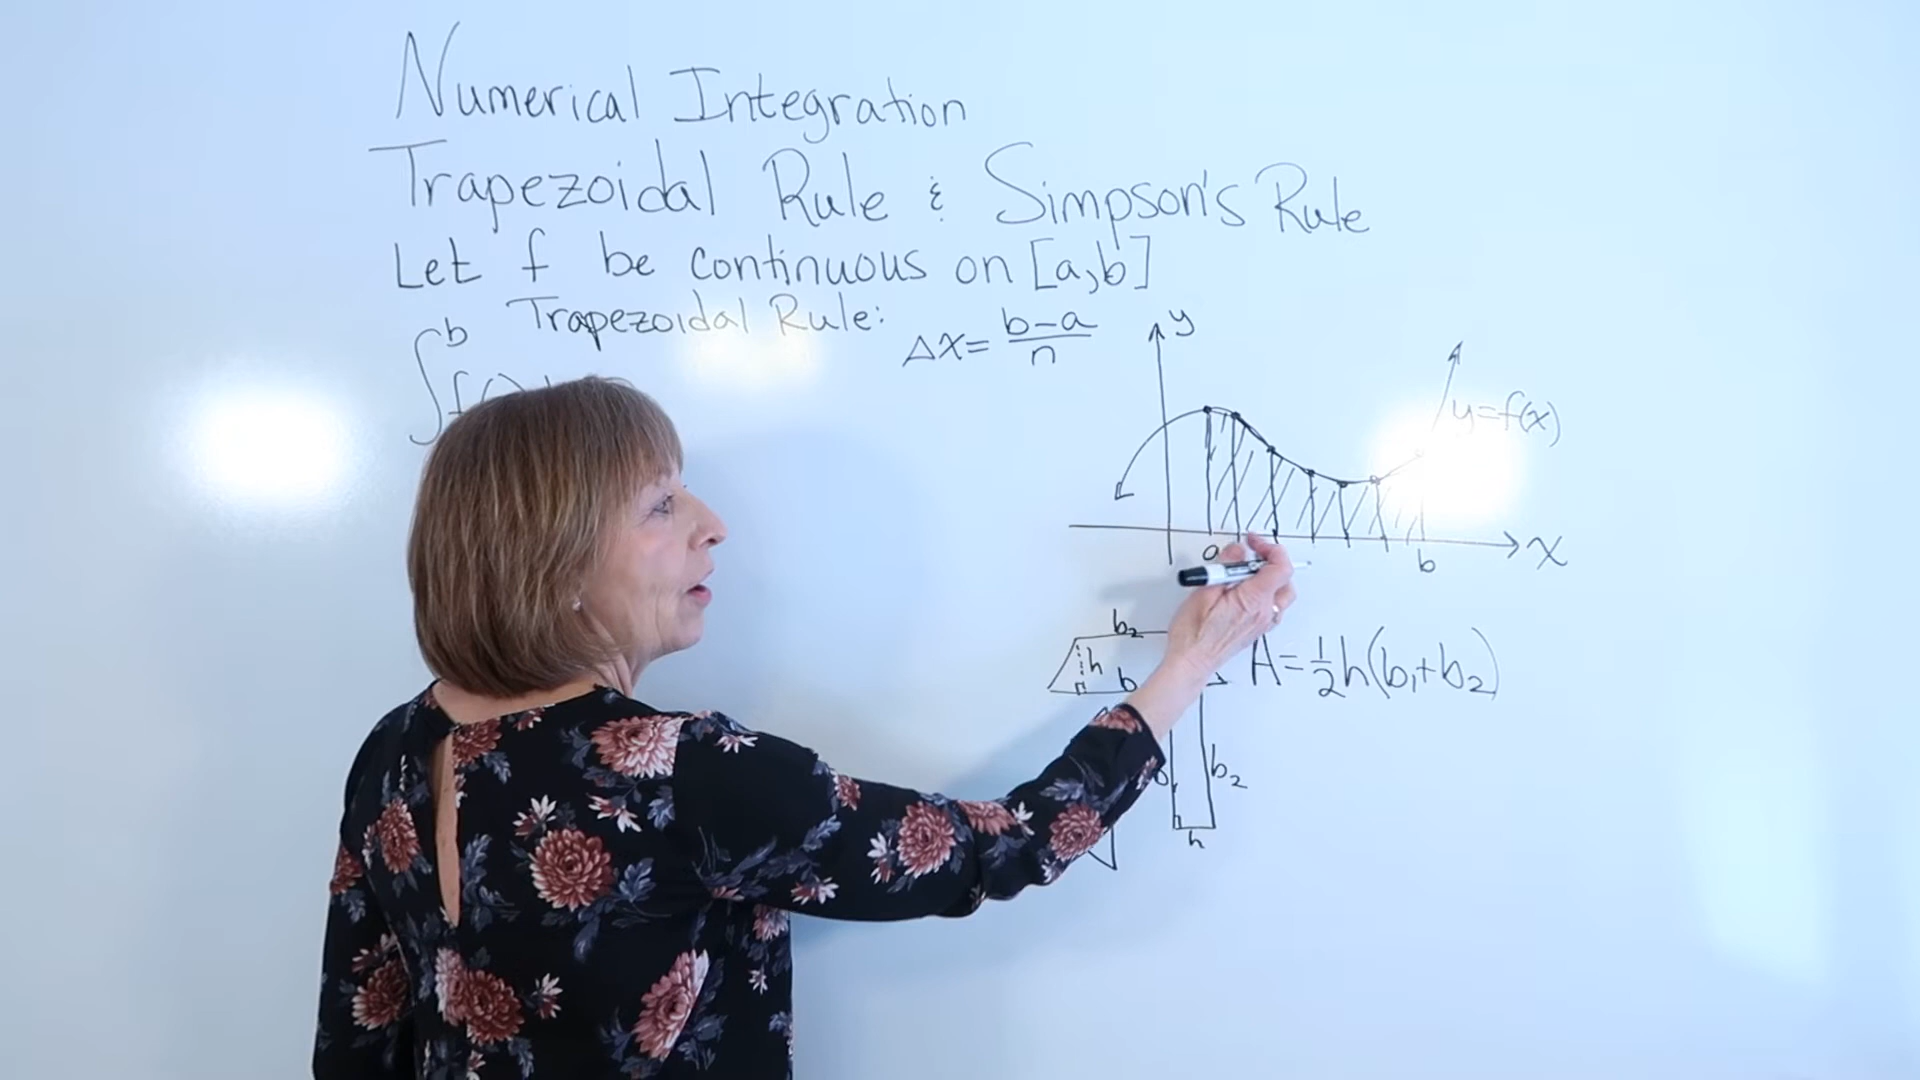 Numerical Integration
Trapezoidal Rule & Simpson's Rule
Let f be continuous on [a,b]
Trapezoidal Rule:
Δx = (b-a)/n
∫ b f(
y
y=f(x)
a
b
x
b₂
h
b
A=½h(b₁+b₂)
b₂
h